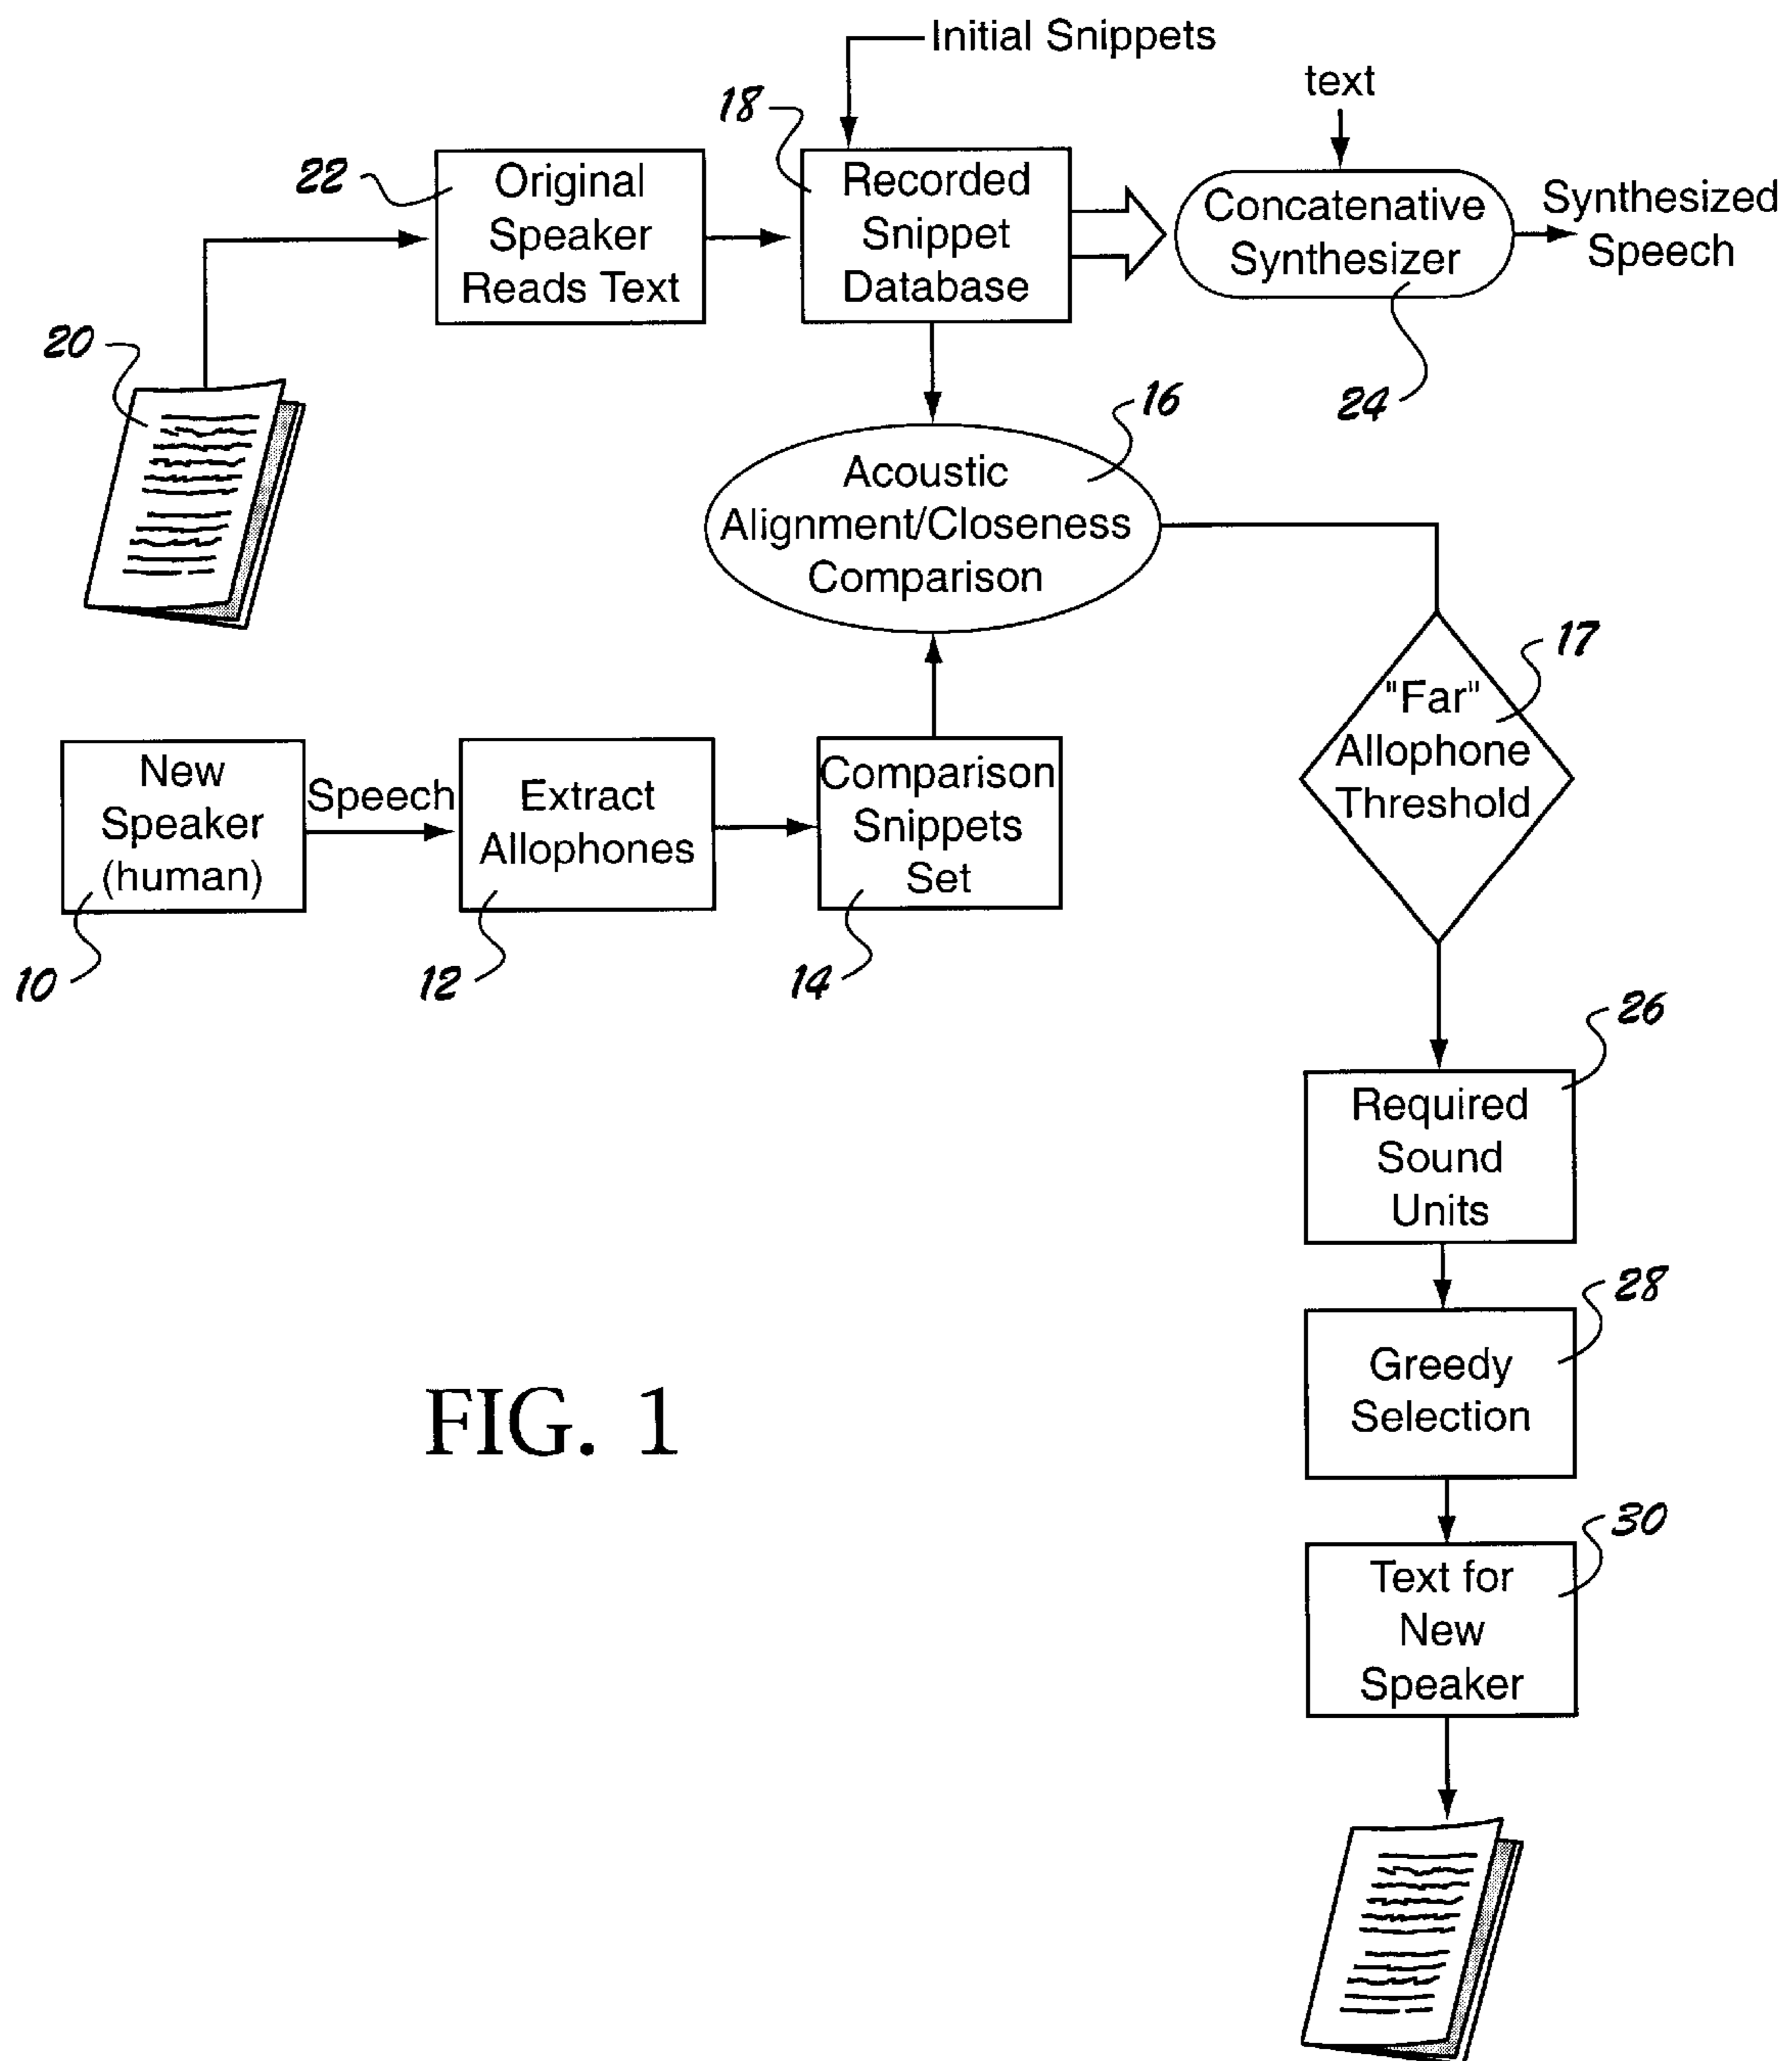 Initial Snippets
text
18
22
Original
Speaker
Reads Text
Recorded
Snippet
Database
Concatenative
Synthesizer
Synthesized
Speech
20
24
16
Acoustic
Alignment/Closeness
Comparison
17
"Far"
Allophone
Threshold
New
Speaker
(human)
Speech
Extract
Allophones
Comparison
Snippets
Set
10
12
14
26
Required
Sound
Units
28
Greedy
Selection
FIG. 1
30
Text for
New
Speaker